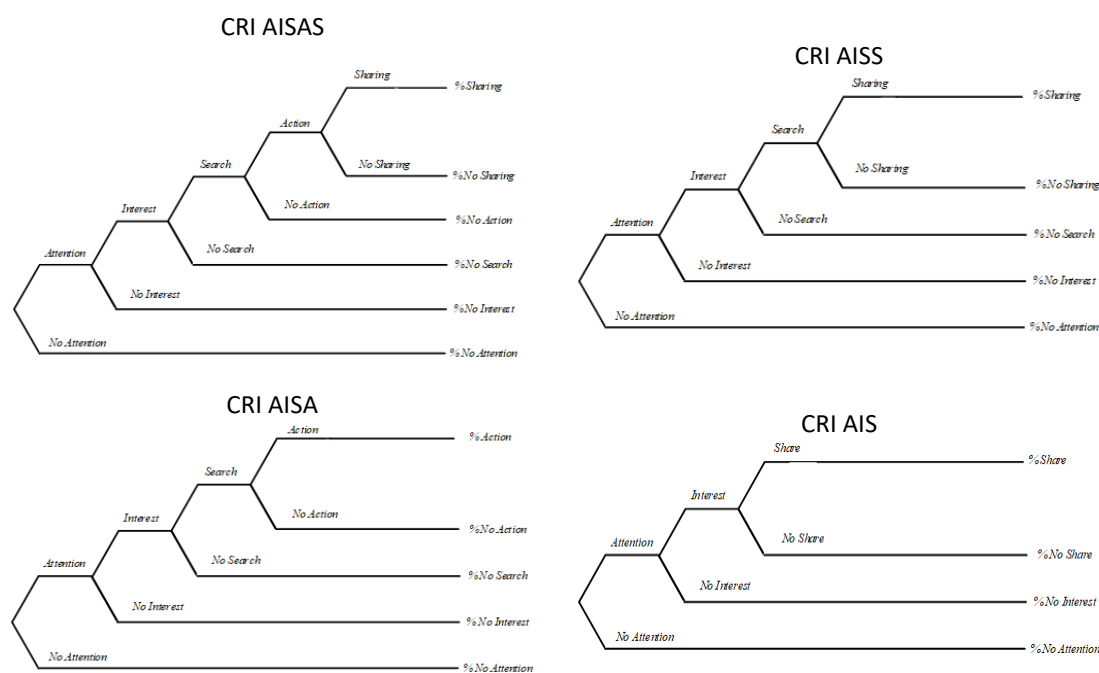 CRI AISAS
Sharing
%Sharing
Action
Search
No Sharing
%No Sharing
Interest
No Action
%No Action
Attention
No Search
%No Search
No Interest
%No Interest
No Attention
%No Attention
CRI AISS
Sharing
%Sharing
Search
Interest
No Sharing
%No Sharing
Attention
No Search
%No Search
No Interest
%No Interest
No Attention
%No Attention
CRI AISA
Action
%Action
Search
Interest
No Action
%No Action
Attention
No Search
%No Search
No Interest
%No Interest
No Attention
%No Attention
CRI AIS
Share
%Share
Interest
Attention
No Share
%No Share
No Interest
%No Interest
No Attention
%No Attention